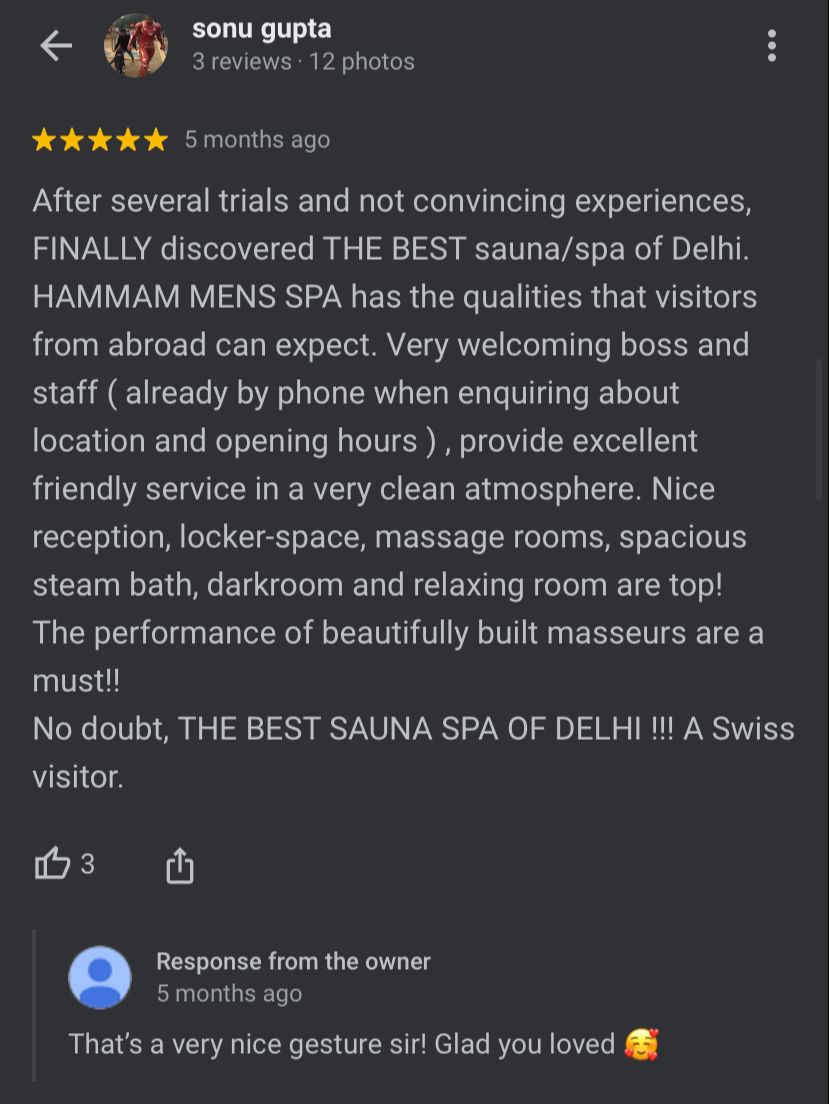 sonu gupta
3 reviews · 12 photos
5 months ago
After several trials and not convincing experiences,
FINALLY discovered THE BEST sauna/spa of Delhi.
HAMMAM MENS SPA has the qualities that visitors
from abroad can expect. Very welcoming boss and
staff ( already by phone when enquiring about
location and opening hours ) , provide excellent
friendly service in a very clean atmosphere. Nice
reception, locker-space, massage rooms, spacious
steam bath, darkroom and relaxing room are top!
The performance of beautifully built masseurs are a
must!!
No doubt, THE BEST SAUNA SPA OF DELHI !!! A Swiss
visitor.
3
Response from the owner
5 months ago
That’s a very nice gesture sir! Glad you loved 🥰